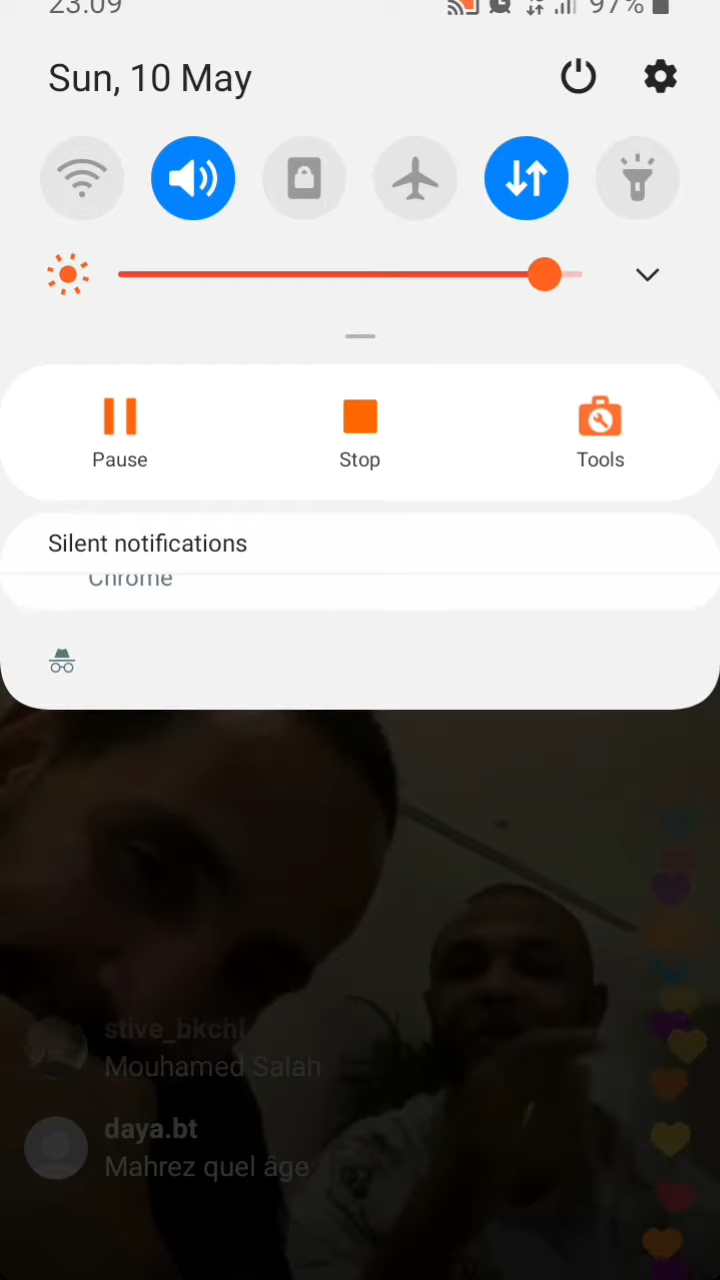 23:09 97%
Sun, 10 May
Pause Stop Tools
Silent notifications
Chrome
stive_bkchl
Mouhamed Salah
daya.bt
Mahrez quel âge